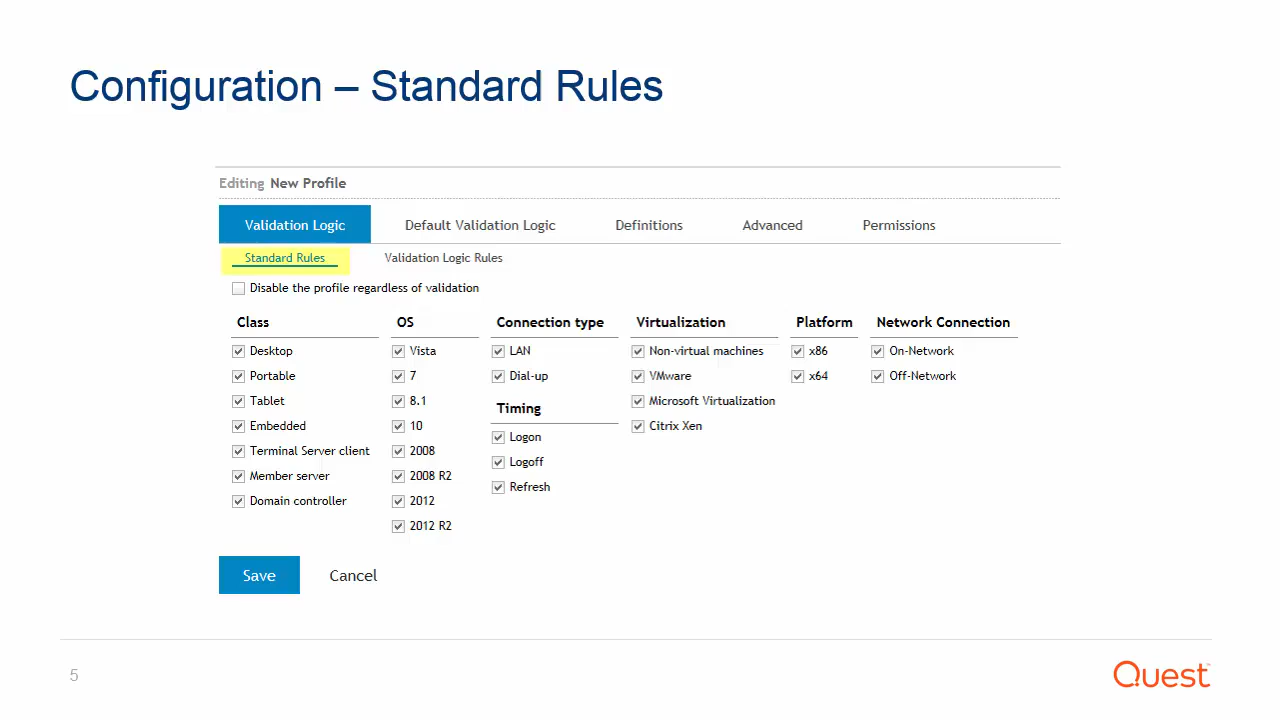 Configuration – Standard Rules
Editing New Profile
Validation Logic Default Validation Logic Definitions Advanced Permissions
Standard Rules Validation Logic Rules
Disable the profile regardless of validation
Class
Desktop
Portable
Tablet
Embedded
Terminal Server client
Member server
Domain controller
OS
Vista
7
8.1
10
2008
2008 R2
2012
2012 R2
Connection type
LAN
Dial-up
Timing
Logon
Logoff
Refresh
Virtualization
Non-virtual machines
VMware
Microsoft Virtualization
Citrix Xen
Platform
x86
x64
Network Connection
On-Network
Off-Network
Save Cancel
5
Quest